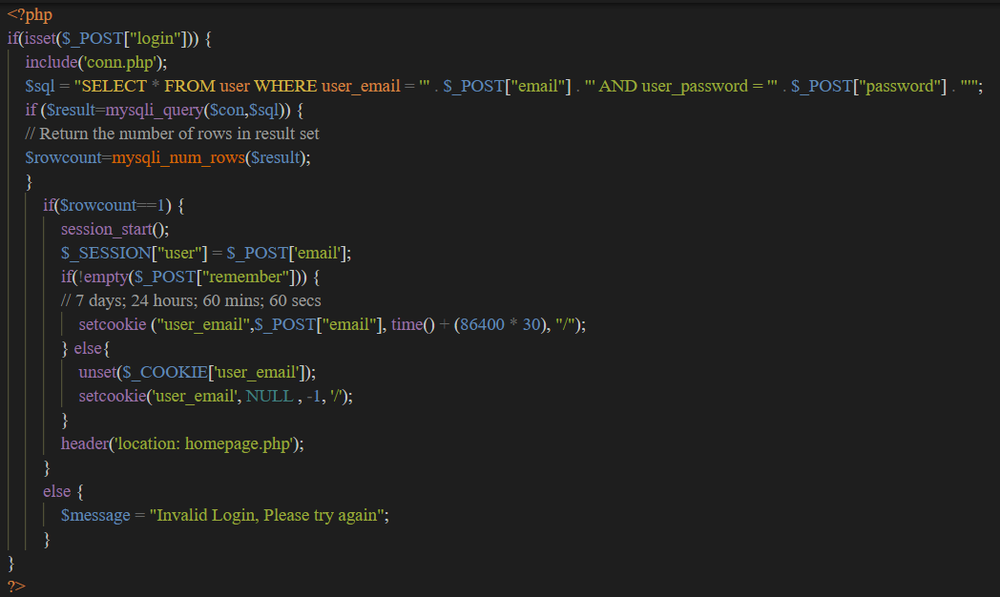 <?php
if(isset($_POST["login"])) {
include('conn.php');
$sql = "SELECT * FROM user WHERE user_email = '" . $_POST["email"] . "' AND user_password = '" . $_POST["password"] . "'";
if ($result=mysqli_query($con,$sql)) {
// Return the number of rows in result set
$rowcount=mysqli_num_rows($result);
}
if($rowcount==1) {
session_start();
$_SESSION["user"] = $_POST['email'];
if(!empty($_POST["remember"])) {
// 7 days; 24 hours; 60 mins; 60 secs
setcookie ("user_email",$_POST["email"], time() + (86400 * 30), "/");
} else{
unset($_COOKIE['user_email']);
setcookie('user_email', NULL , -1, '/');
}
header('location: homepage.php');
}
else {
$message = "Invalid Login, Please try again";
}
}
?>